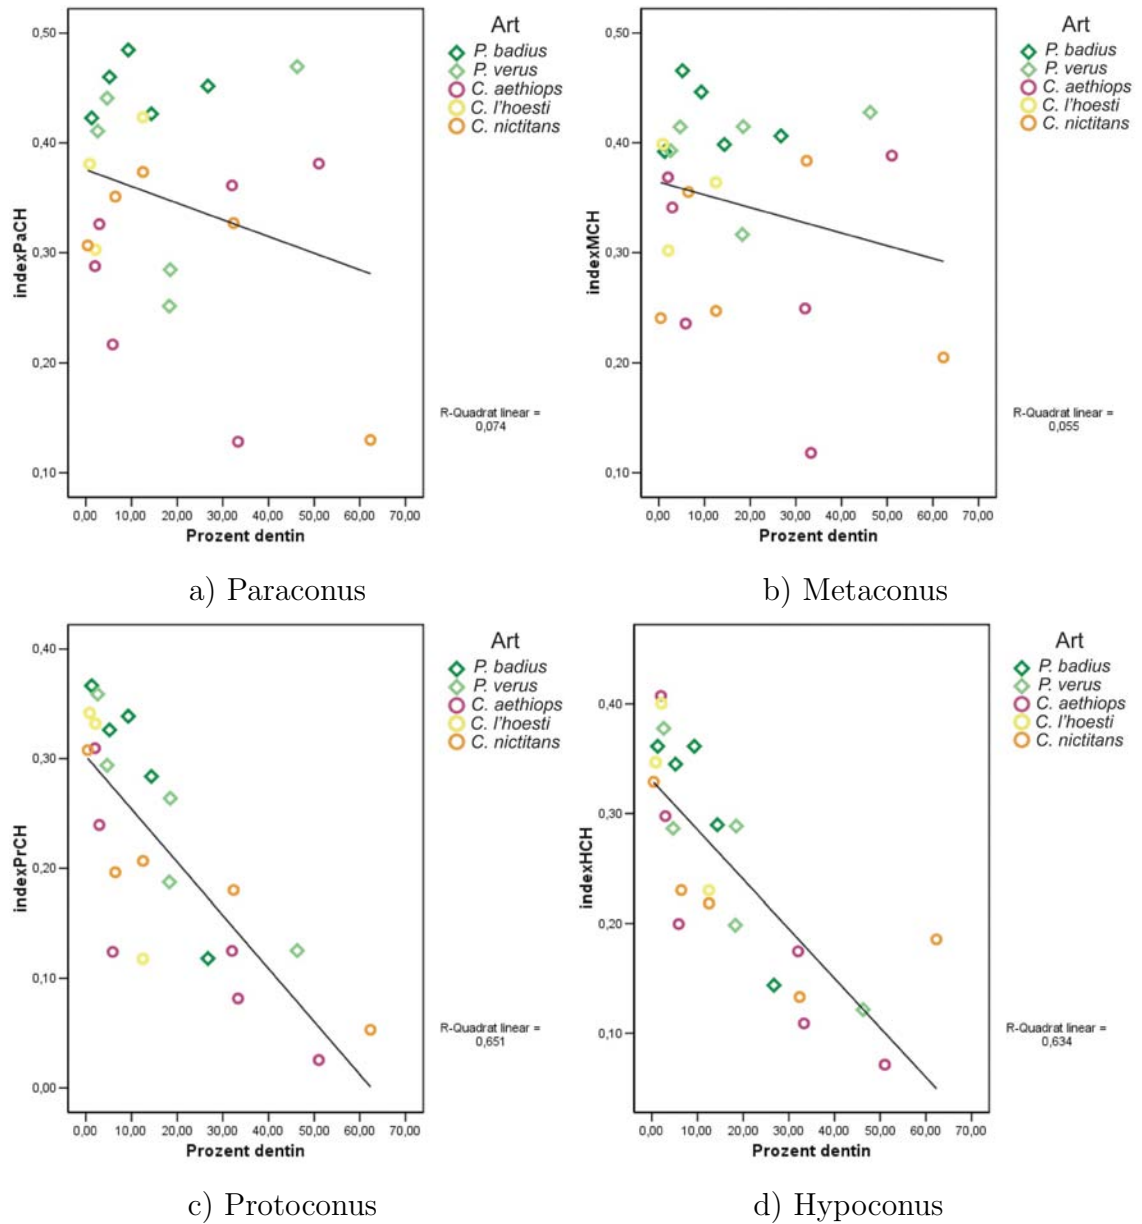 Art
P. badius
P. verus
C. aethiops
C. l'hoesti
C. nictitans
0,50
0,40
0,30
0,20
0,10
indexPaCH
R-Quadrat linear =
0,074
0,00 10,00 20,00 30,00 40,00 50,00 60,00 70,00
Prozent dentin
a) Paraconus
Art
P. badius
P. verus
C. aethiops
C. l'hoesti
C. nictitans
0,50
0,40
0,30
0,20
0,10
indexMCH
R-Quadrat linear =
0,055
0,00 10,00 20,00 30,00 40,00 50,00 60,00 70,00
Prozent dentin
b) Metaconus
Art
P. badius
P. verus
C. aethiops
C. l'hoesti
C. nictitans
0,40
0,30
0,20
0,10
0,00
indexPrCH
R-Quadrat linear =
0,651
0,00 10,00 20,00 30,00 40,00 50,00 60,00 70,00
Prozent dentin
c) Protoconus
Art
P. badius
P. verus
C. aethiops
C. l'hoesti
C. nictitans
0,40
0,30
0,20
0,10
indexHCH
R-Quadrat linear =
0,634
0,00 10,00 20,00 30,00 40,00 50,00 60,00 70,00
Prozent dentin
d) Hypoconus